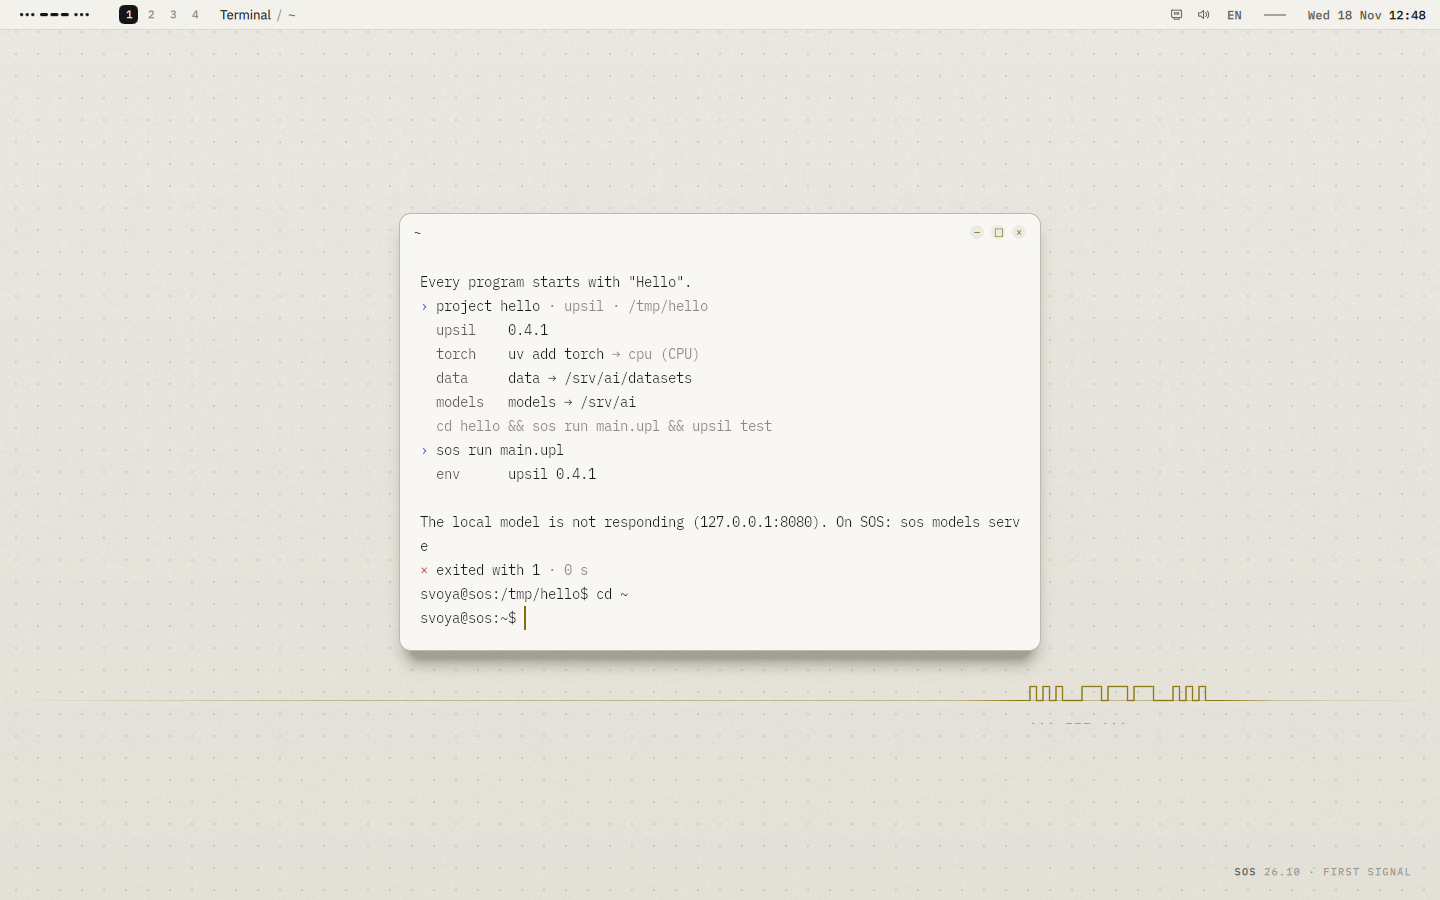 1 2 3 4 Terminal / ~
EN
Wed 18 Nov 12:48
~
Every program starts with "Hello".
› project hello · upsil · /tmp/hello
upsil 0.4.1
torch uv add torch → cpu (CPU)
data data → /srv/ai/datasets
models models → /srv/ai
cd hello && sos run main.upl && upsil test
› sos run main.upl
env upsil 0.4.1
The local model is not responding (127.0.0.1:8080). On SOS: sos models serv
e
× exited with 1 · 0 s
svoya@sos:/tmp/hello$ cd ~
svoya@sos:~$
··· −−− ···
SOS 26.10 · FIRST SIGNAL